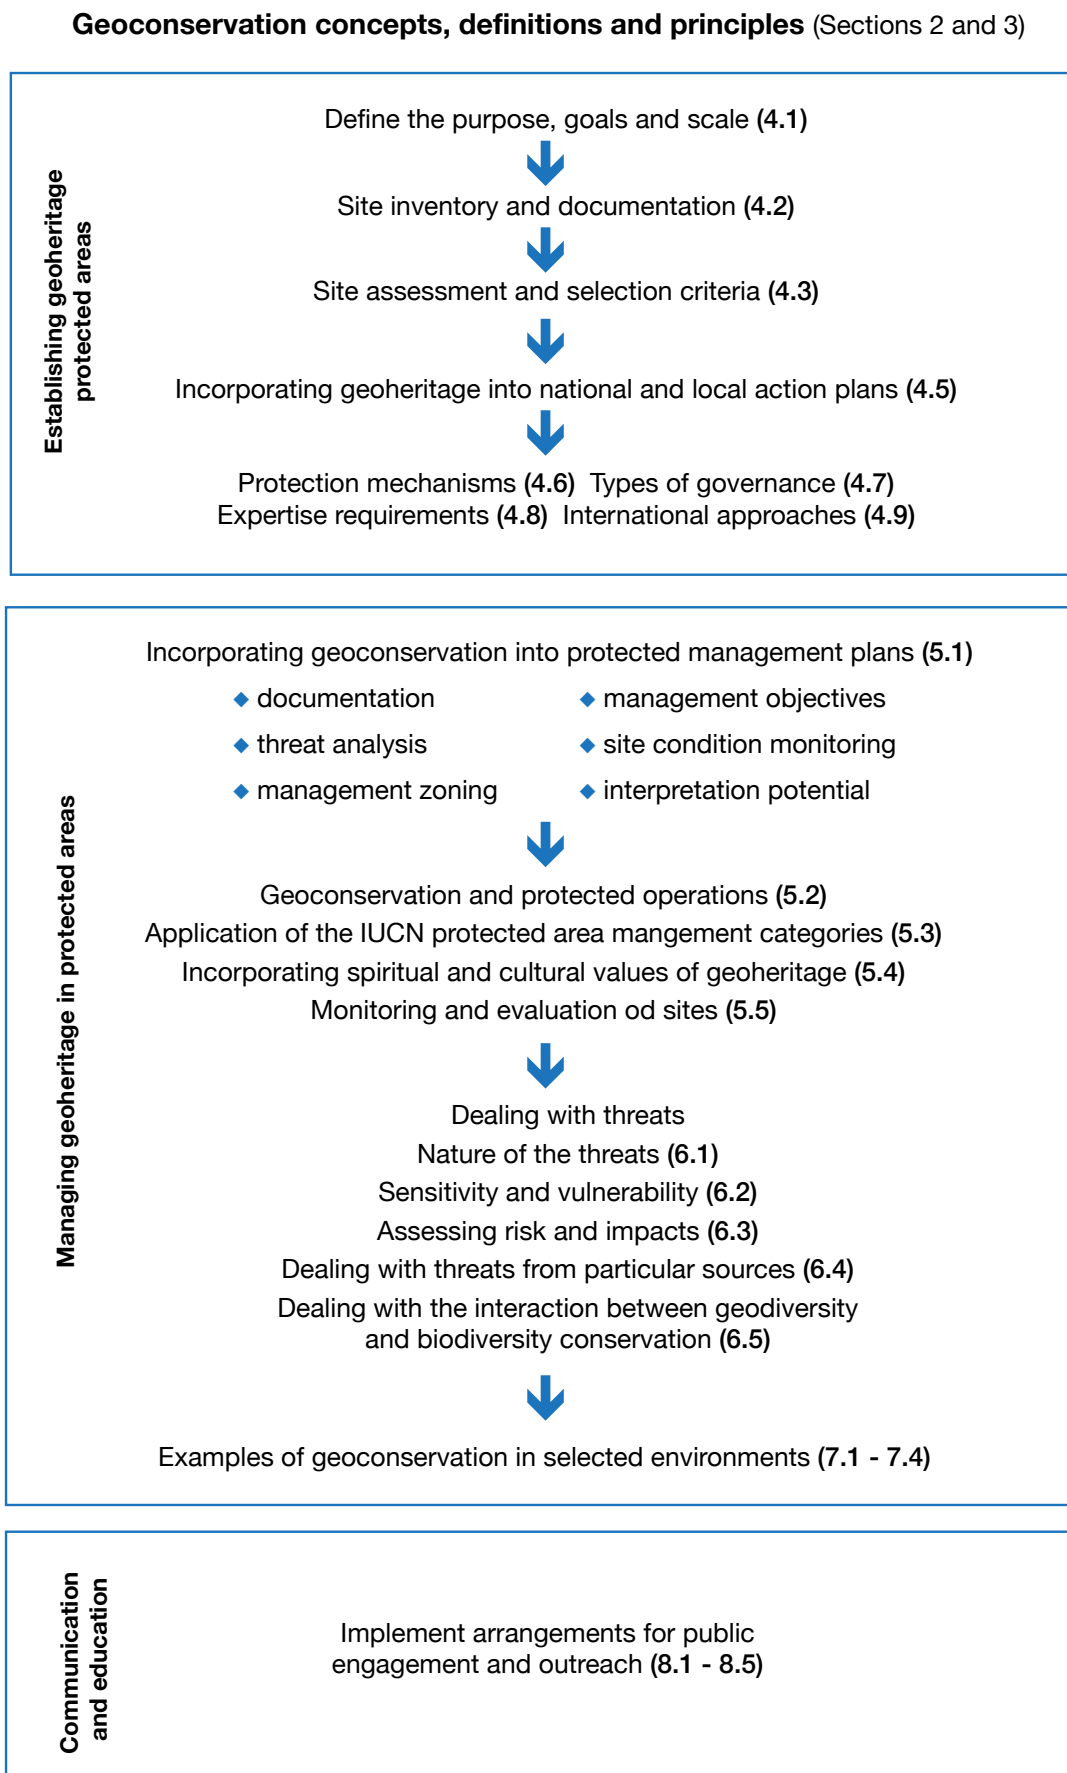 Geoconservation concepts, definitions and principles (Sections 2 and 3)
Establishing geoheritage
protected areas
Define the purpose, goals and scale (4.1)
Site inventory and documentation (4.2)
Site assessment and selection criteria (4.3)
Incorporating geoheritage into national and local action plans (4.5)
Protection mechanisms (4.6) Types of governance (4.7)
Expertise requirements (4.8) International approaches (4.9)
Managing geoheritage in protected areas
Incorporating geoconservation into protected management plans (5.1)
◆ documentation ◆ management objectives
◆ threat analysis ◆ site condition monitoring
◆ management zoning ◆ interpretation potential
Geoconservation and protected operations (5.2)
Application of the IUCN protected area mangement categories (5.3)
Incorporating spiritual and cultural values of geoheritage (5.4)
Monitoring and evaluation od sites (5.5)
Dealing with threats
Nature of the threats (6.1)
Sensitivity and vulnerability (6.2)
Assessing risk and impacts (6.3)
Dealing with threats from particular sources (6.4)
Dealing with the interaction between geodiversity
and biodiversity conservation (6.5)
Examples of geoconservation in selected environments (7.1 - 7.4)
Communication
and education
Implement arrangements for public
engagement and outreach (8.1 - 8.5)